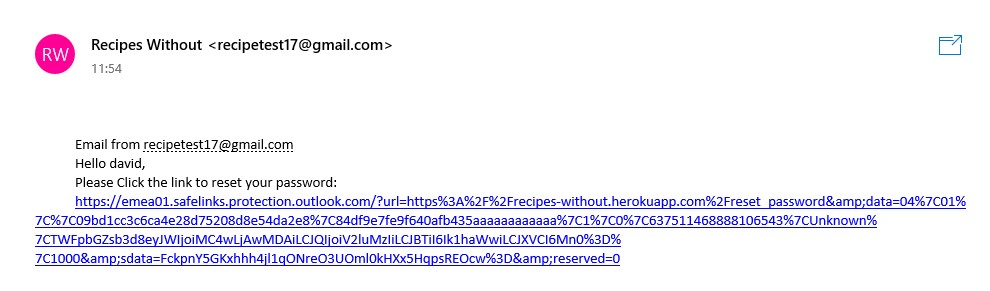 RW
Recipes Without <recipetest17@gmail.com>
11:54
Email from recipetest17@gmail.com
Hello david,
Please Click the link to reset your password:
https://emea01.safelinks.protection.outlook.com/?url=https%3A%2F%2Frecipes-without.herokuapp.com%2Freset_password&amp;data=04%7C01%
7C%7C09bd1cc3c6ca4e28d75208d8e54da2e8%7C84df9e7fe9f640afb435aaaaaaaaaaaa%7C1%7C0%7C637511468888106543%7CUnknown%
7CTWFpbGZsb3d8eyJWIjoiMC4wLjAwMDAiLCJQIjoiV2luMzIiLCJBTiI6Ik1haWwiLCJXVCI6Mn0%3D%
7C1000&amp;sdata=FckpnY5GKxhhh4jl1qONreO3UOml0kHXx5HqpsREOcw%3D&amp;reserved=0